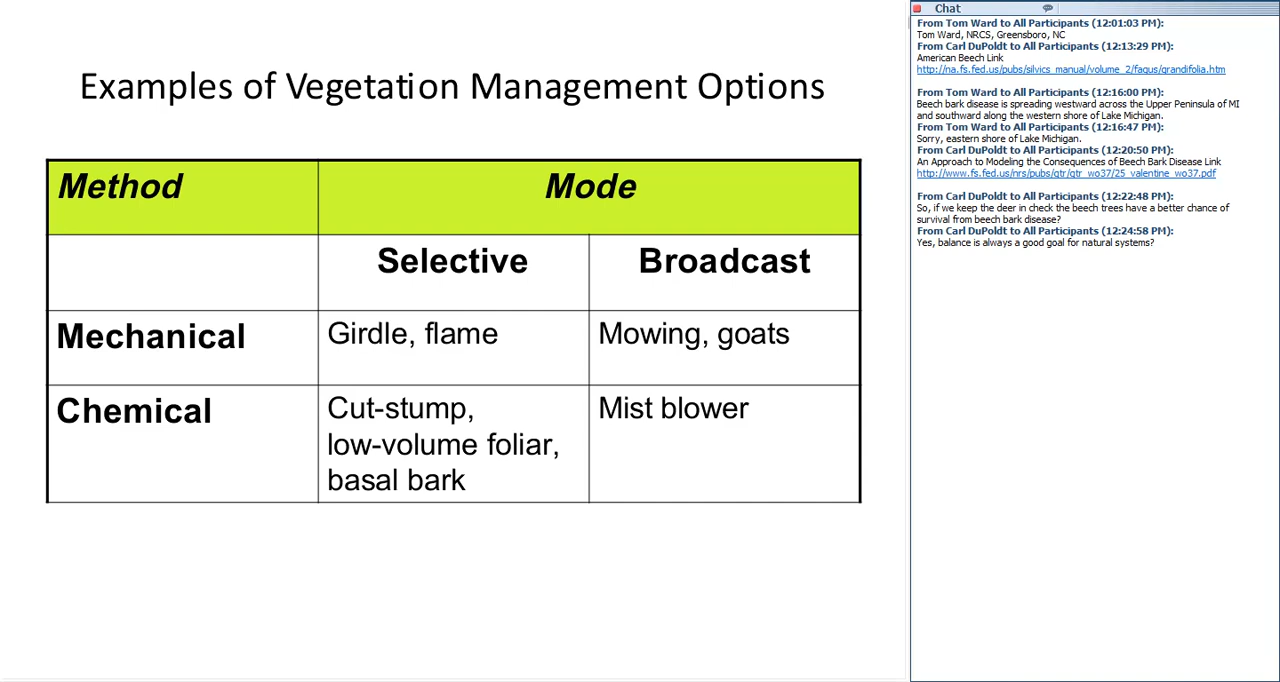 Examples of Vegetation Management Options
Method Mode
Selective Broadcast
Mechanical Girdle, flame Mowing, goats
Chemical Cut-stump, Mist blower
low-volume foliar,
basal bark
Chat
From Tom Ward to All Participants (12:01:03 PM):
Tom Ward, NRCS, Greensboro, NC
From Carl DuPoldt to All Participants (12:13:29 PM):
American Beech Link
http://na.fs.fed.us/pubs/silvics_manual/volume_2/fagus/grandifolia.htm
From Tom Ward to All Participants (12:16:00 PM):
Beech bark disease is spreading westward across the Upper Peninsula of MI
and southward along the western shore of Lake Michigan.
From Tom Ward to All Participants (12:16:47 PM):
Sorry, eastern shore of Lake Michigan.
From Carl DuPoldt to All Participants (12:20:50 PM):
An Approach to Modeling the Consequences of Beech Bark Disease Link
http://www.fs.fed.us/nrs/pubs/gtr/gtr_wo37/25_valentine_wo37.pdf
From Carl DuPoldt to All Participants (12:22:48 PM):
So, if we keep the deer in check the beech trees have a better chance of
survival from beech bark disease?
From Carl DuPoldt to All Participants (12:24:58 PM):
Yes, balance is always a good goal for natural systems?